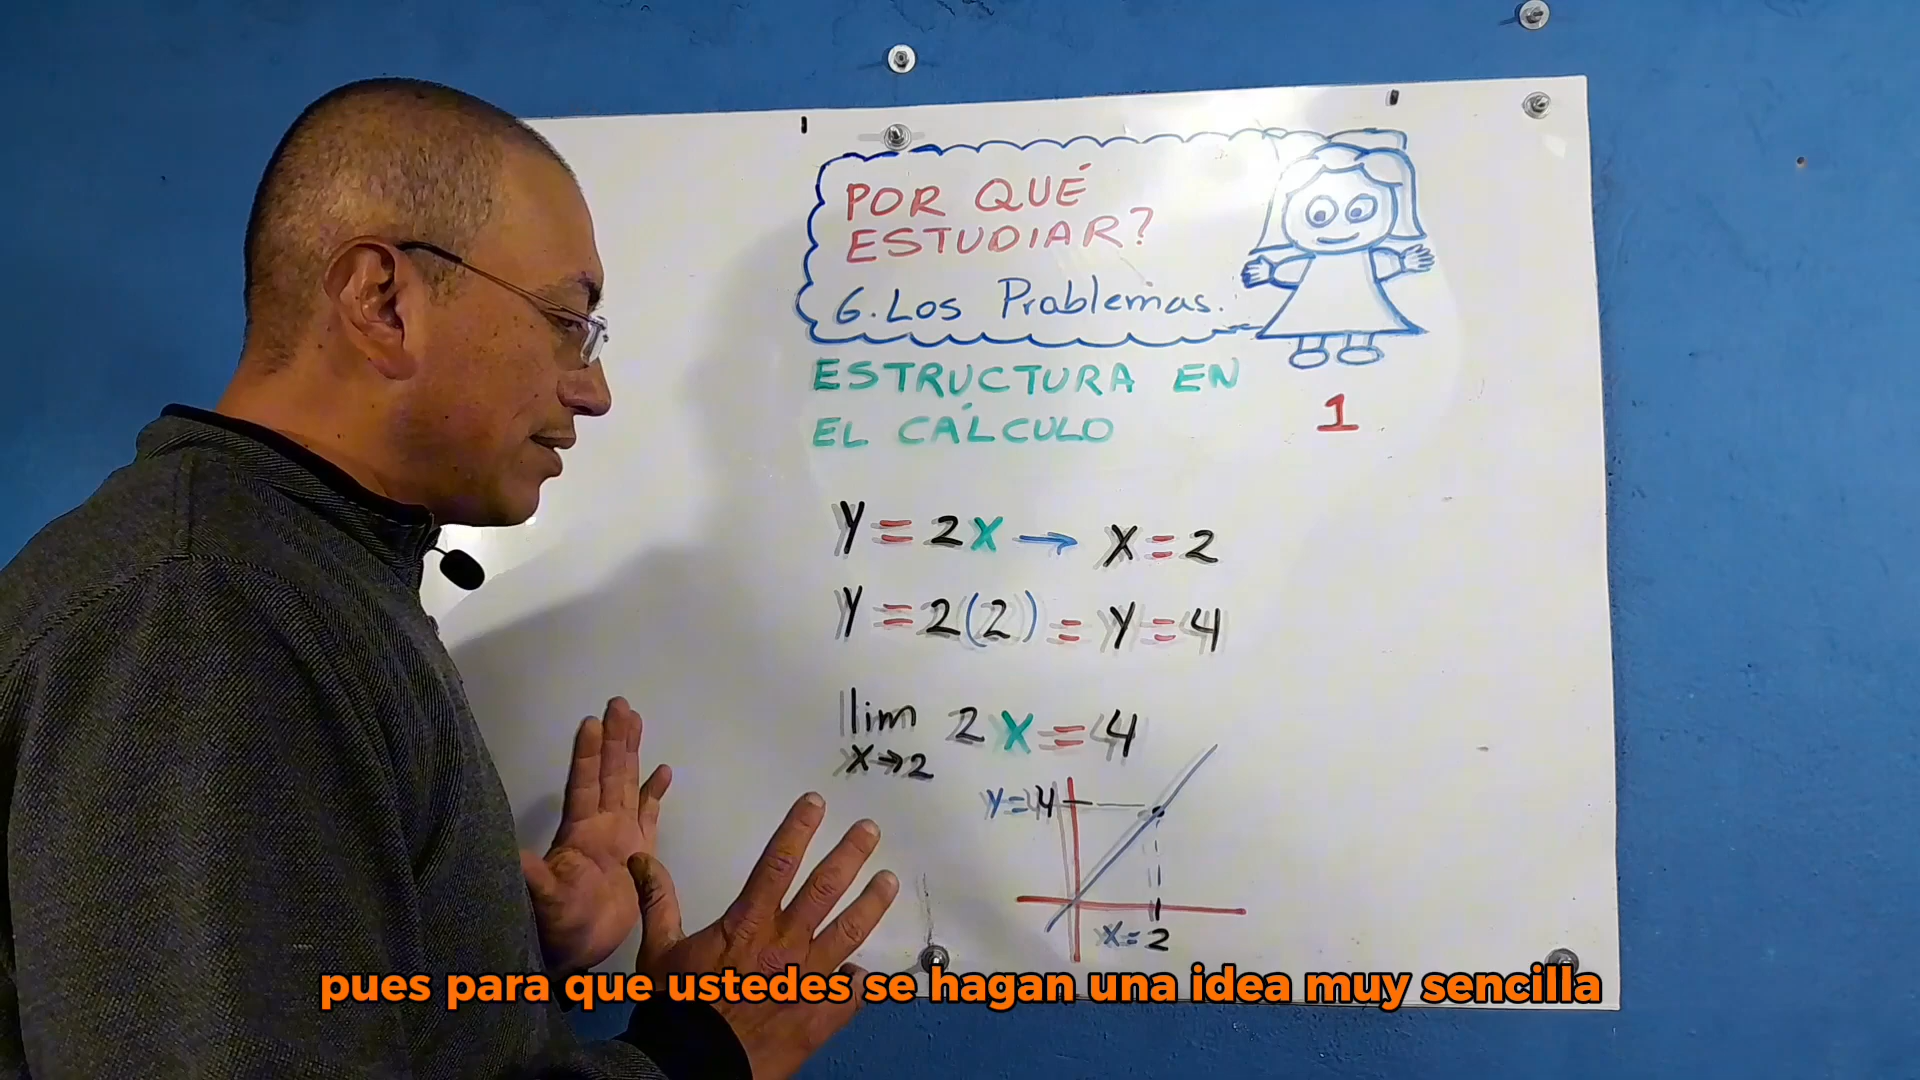 POR QUÉ
ESTUDIAR?
6. Los Problemas.
ESTRUCTURA EN
EL CÁLCULO
1
Y = 2X → X = 2
Y = 2(2) = Y = 4
lim 2X = 4
X→2
Y=4
X=2
pues para que ustedes se hagan una idea muy sencilla